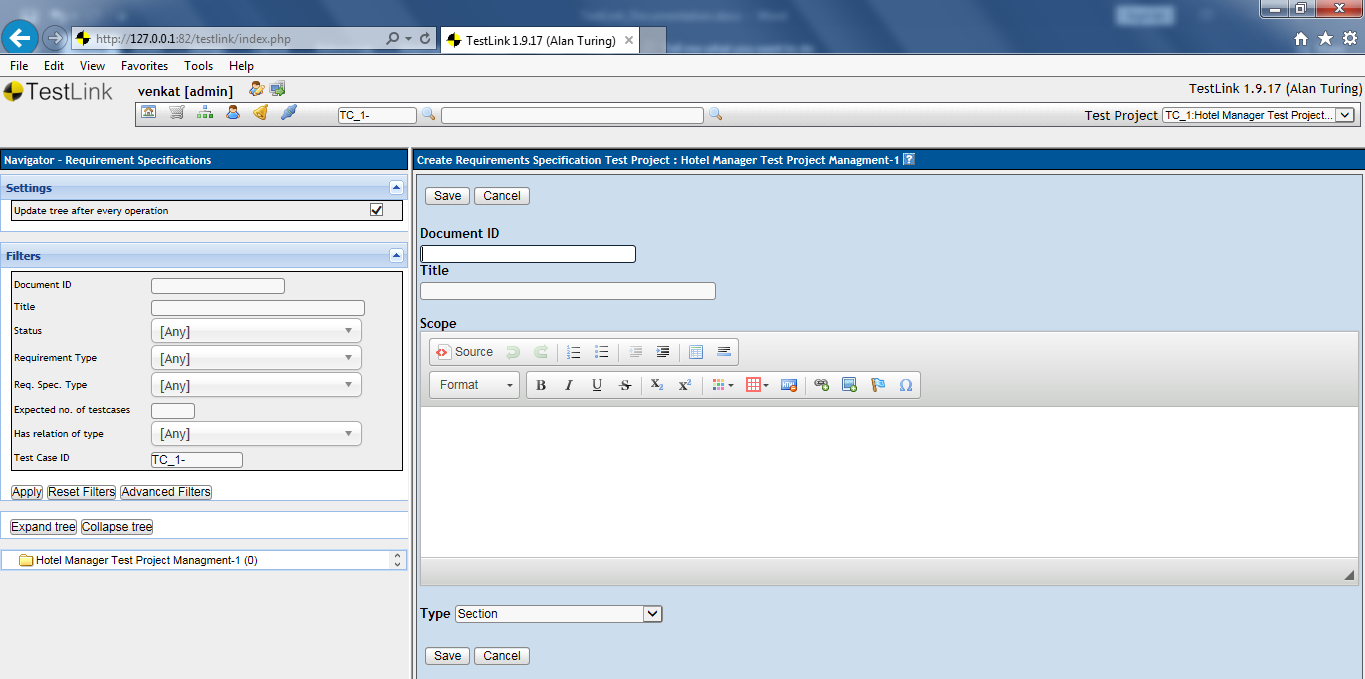 http://127.0.0.1:82/testlink/index.php
TestLink 1.9.17 (Alan Turing)
File Edit View Favorites Tools Help
TestLink
venkat [admin]
TestLink 1.9.17 (Alan Turing)
TC_1-
Test Project TC_1:Hotel Manager Test Project...
Navigator - Requirement Specifications
Settings
Update tree after every operation
Filters
Document ID
Title
Status [Any]
Requirement Type [Any]
Req. Spec. Type [Any]
Expected no. of testcases
Has relation of type [Any]
Test Case ID TC_1-
Apply Reset Filters Advanced Filters
Expand tree Collapse tree
Hotel Manager Test Project Managment-1 (0)
Create Requirements Specification Test Project : Hotel Manager Test Project Managment-1 ?
Save Cancel
Document ID
Title
Scope
Source
Format B I U S X2 X²
Type Section
Save Cancel